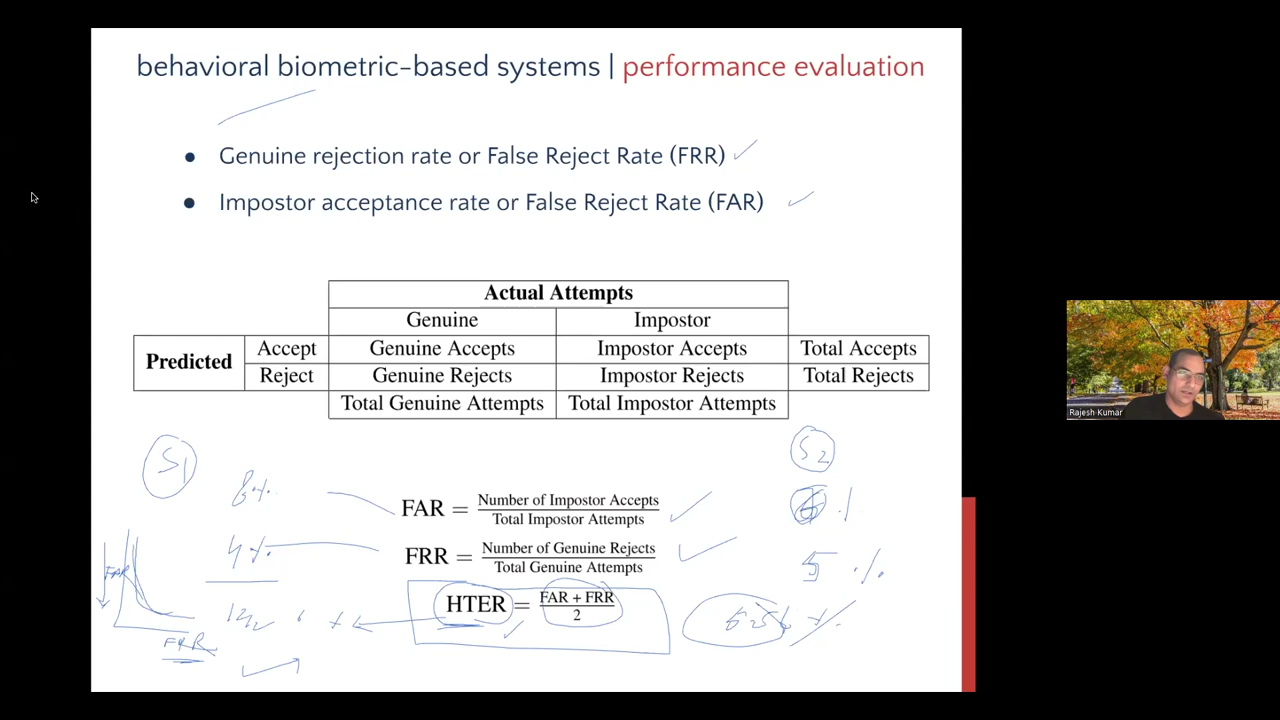 behavioral biometric-based systems | performance evaluation
● Genuine rejection rate or False Reject Rate (FRR)
● Impostor acceptance rate or False Reject Rate (FAR)
Actual Attempts
Genuine Impostor
Predicted Accept Genuine Accepts Impostor Accepts Total Accepts
Reject Genuine Rejects Impostor Rejects Total Rejects
Total Genuine Attempts Total Impostor Attempts
Rajesh Kumar
S1
S2
FAR = Number of Impostor Accepts
Total Impostor Attempts
4 %
5 %
FRR = Number of Genuine Rejects
Total Genuine Attempts
FAR
HTER = FAR + FRR
2
FRR